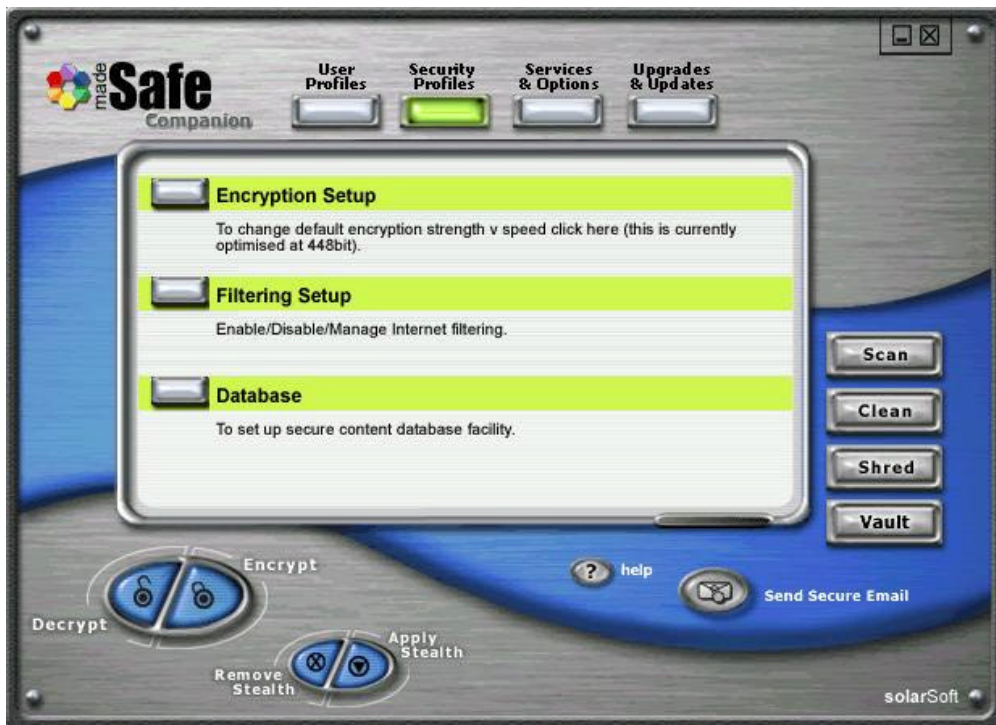 made Safe
Companion
User Profiles
Security Profiles
Services & Options
Upgrades & Updates
Encryption Setup
To change default encryption strength v speed click here (this is currently
optimised at 448bit).
Filtering Setup
Enable/Disable/Manage Internet filtering.
Database
To set up secure content database facility.
Scan
Clean
Shred
Vault
Encrypt
Decrypt
? help
Send Secure Email
Apply Stealth
Remove Stealth
solarSoft